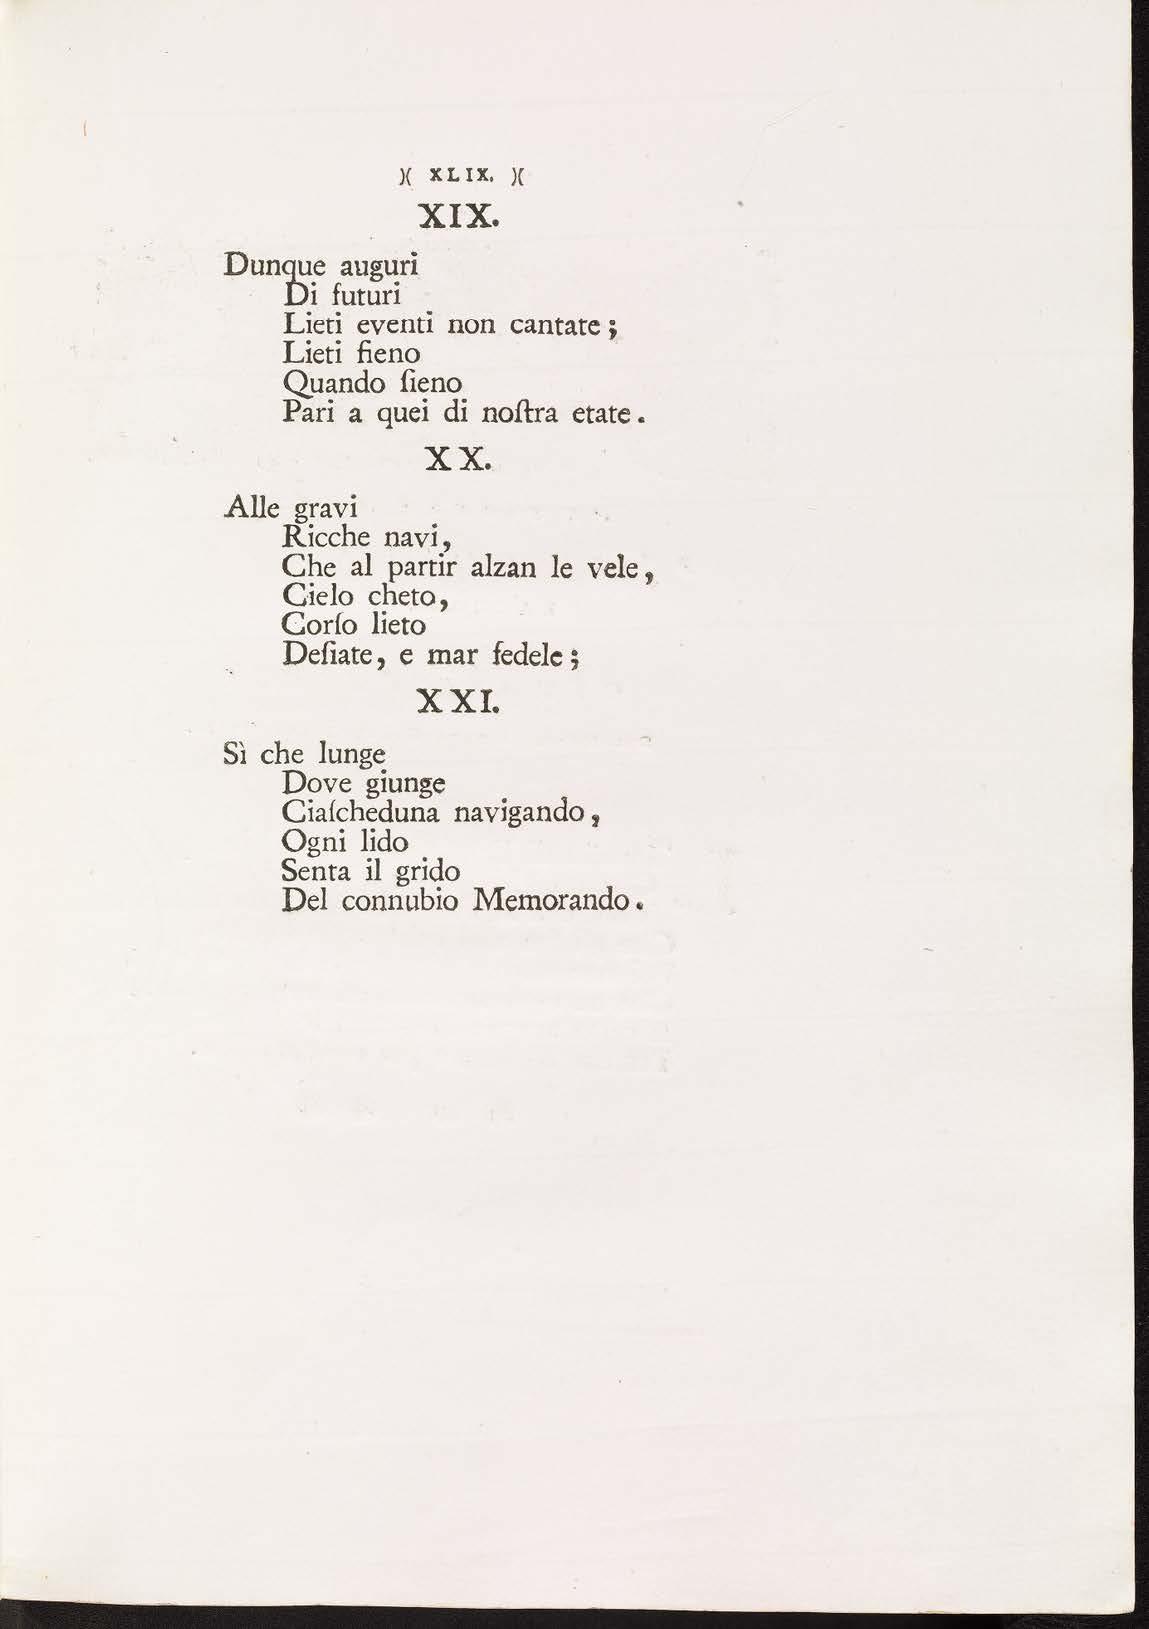 )( XLIX. )(
XIX.
Dunque auguri
Di futuri
Lieti eventi non cantate;
Lieti fieno
Quando ſieno
Pari a quei di noſtra etate.
XX.
Alle gravi
Ricche navi,
Che al partir alzan le vele,
Cielo cheto,
Corſo lieto
Deſiate, e mar fedele;
XXI.
Sì che lunge
Dove giunge
Ciaſcheduna navigando,
Ogni lido
Senta il grido
Del connubio Memorando.